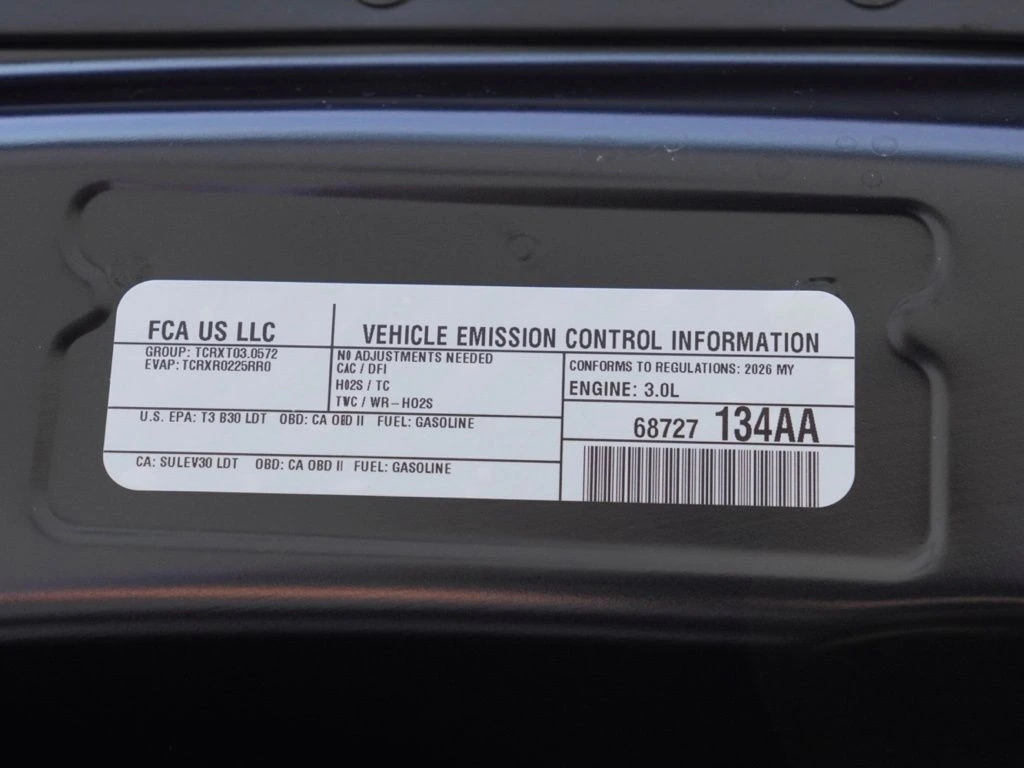 FCA US LLC
VEHICLE EMISSION CONTROL INFORMATION
GROUP: TCRXT03.0572
EVAP: TCRXR0225RR0
NO ADJUSTMENTS NEEDED
CAC / DFI
HO2S / TC
TWC / WR-HO2S
CONFORMS TO REGULATIONS: 2026 MY
ENGINE: 3.0L
U.S. EPA: T3 B30 LDT OBD: CA OBD II FUEL: GASOLINE
68727 134AA
CA: SULEV30 LDT OBD: CA OBD II FUEL: GASOLINE